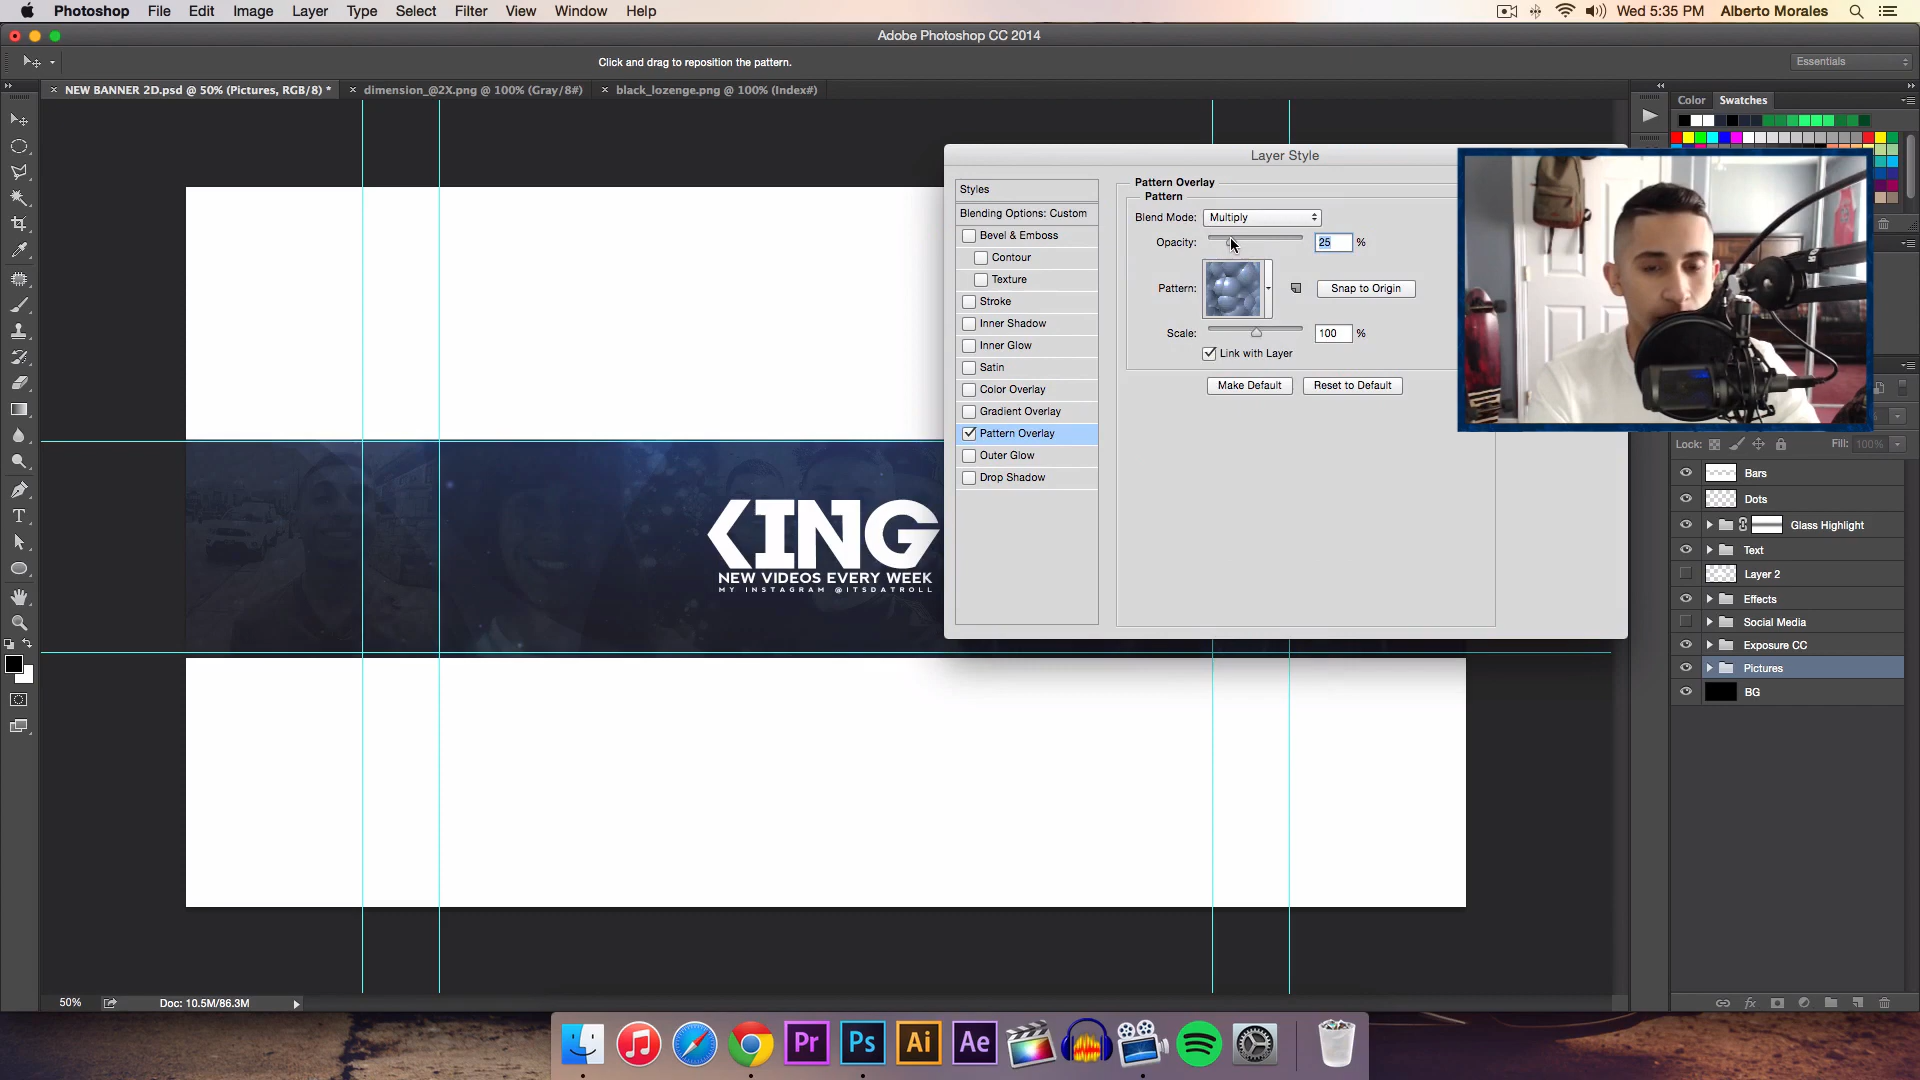 Photoshop File Edit Image Layer Type Select Filter View Window Help Wed 5:35 PM Alberto Morales
Adobe Photoshop CC 2014
Click and drag to reposition the pattern.
Essentials
NEW BANNER 2D.psd @ 50% (Pictures, RGB/8) * dimension_@2X.png @ 100% (Gray/8#) black_lozenge.png @ 100% (Index#)
Color Swatches
Layer Style
Styles
Blending Options: Custom
Bevel & Emboss
Contour
Texture
Stroke
Inner Shadow
Inner Glow
Satin
Color Overlay
Gradient Overlay
Pattern Overlay
Outer Glow
Drop Shadow
Pattern Overlay
Pattern
Blend Mode: Multiply
Opacity: 25 %
Pattern: Snap to Origin
Scale: 100 %
Link with Layer
Make Default Reset to Default
KING
NEW VIDEOS EVERY WEEK
MY INSTAGRAM @ITSDATROLL
Lock: Fill: 100%
Bars
Dots
Glass Highlight
Text
Layer 2
Effects
Social Media
Exposure CC
Pictures
BG
50% Doc: 10.5M/86.3M
fx
Pr Ps Ai Ae